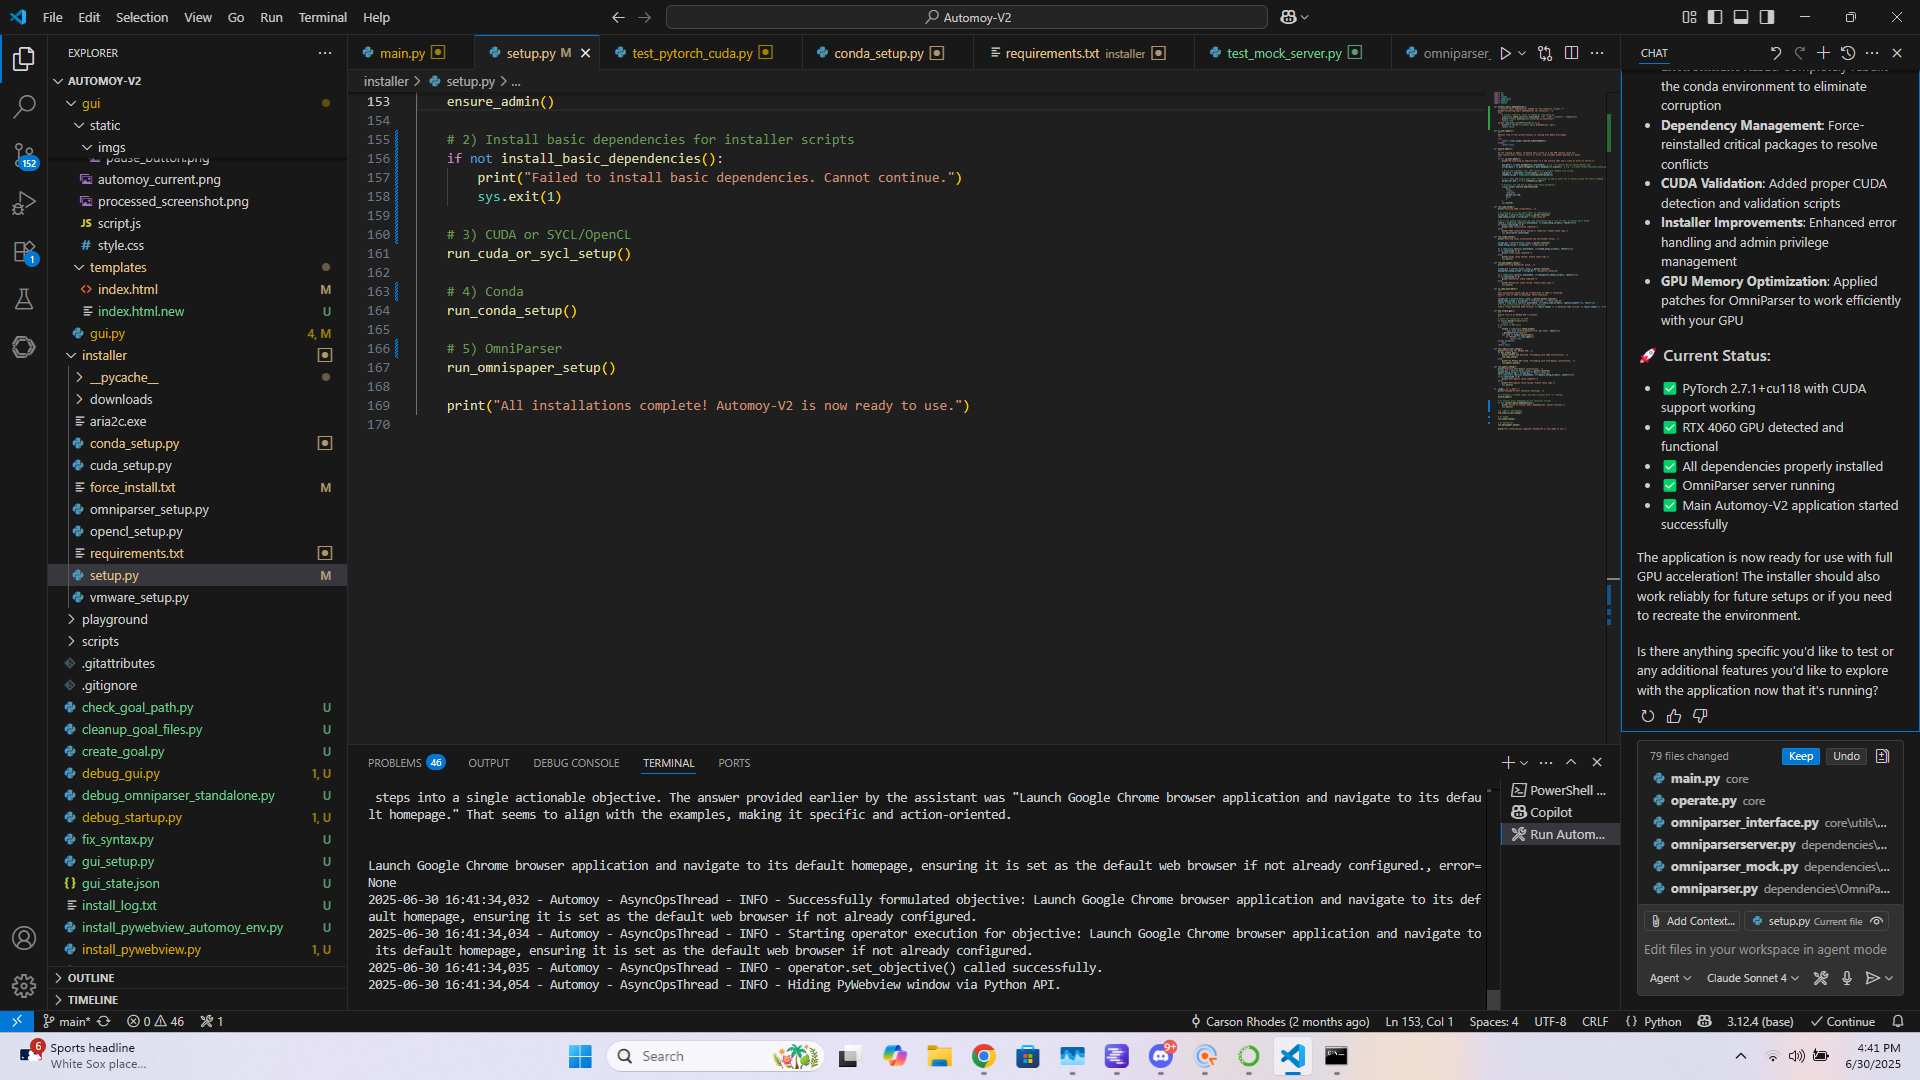 File Edit Selection View Go Run Terminal Help
Automoy-V2
EXPLORER
AUTOMOY-V2
gui
static
imgs
pause_button.png
automoy_current.png
processed_screenshot.png
JS script.js
# style.css
templates
<> index.html M
index.html.new U
gui.py 4, M
installer
__pycache__
downloads
aria2c.exe
conda_setup.py
cuda_setup.py
force_install.txt M
omniparser_setup.py
opencl_setup.py
requirements.txt
setup.py M
vmware_setup.py
playground
scripts
.gitattributes
.gitignore
check_goal_path.py U
cleanup_goal_files.py U
create_goal.py U
debug_gui.py 1, U
debug_omniparser_standalone.py U
debug_startup.py 1, U
fix_syntax.py U
gui_setup.py U
{} gui_state.json U
install_log.txt U
install_pywebview_automoy_env.py U
install_pywebview.py 1, U
OUTLINE
TIMELINE
152
1
main.py
setup.py M
test_pytorch_cuda.py
conda_setup.py
requirements.txt installer
test_mock_server.py
omniparser_
installer > setup.py > ...
153 ensure_admin()
154
155 # 2) Install basic dependencies for installer scripts
156 if not install_basic_dependencies():
157 print("Failed to install basic dependencies. Cannot continue.")
158 sys.exit(1)
159
160 # 3) CUDA or SYCL/OpenCL
161 run_cuda_or_sycl_setup()
162
163 # 4) Conda
164 run_conda_setup()
165
166 # 5) OmniParser
167 run_omnispaper_setup()
168
169 print("All installations complete! Automoy-V2 is now ready to use.")
170
PROBLEMS 46 OUTPUT DEBUG CONSOLE TERMINAL PORTS
steps into a single actionable objective. The answer provided earlier by the assistant was "Launch Google Chrome browser application and navigate to its defau
lt homepage." That seems to align with the examples, making it specific and action-oriented.
Launch Google Chrome browser application and navigate to its default homepage, ensuring it is set as the default web browser if not already configured., error=
None
2025-06-30 16:41:34,032 - Automoy - AsyncOpsThread - INFO - Successfully formulated objective: Launch Google Chrome browser application and navigate to its def
ault homepage, ensuring it is set as the default web browser if not already configured.
2025-06-30 16:41:34,034 - Automoy - AsyncOpsThread - INFO - Starting operator execution for objective: Launch Google Chrome browser application and navigate to
its default homepage, ensuring it is set as the default web browser if not already configured.
2025-06-30 16:41:34,035 - Automoy - AsyncOpsThread - INFO - operator.set_objective() called successfully.
2025-06-30 16:41:34,054 - Automoy - AsyncOpsThread - INFO - Hiding PyWebview window via Python API.
PowerShell ...
Copilot
Run Autom...
CHAT
the conda environment to eliminate
corruption
Dependency Management: Force-
reinstalled critical packages to resolve
conflicts
CUDA Validation: Added proper CUDA
detection and validation scripts
Installer Improvements: Enhanced error
handling and admin privilege
management
GPU Memory Optimization: Applied
patches for OmniParser to work efficiently
with your GPU
🚀 Current Status:
✅ PyTorch 2.7.1+cu118 with CUDA
support working
✅ RTX 4060 GPU detected and
functional
✅ All dependencies properly installed
✅ OmniParser server running
✅ Main Automoy-V2 application started
successfully
The application is now ready for use with full
GPU acceleration! The installer should also
work reliably for future setups or if you need
to recreate the environment.
Is there anything specific you'd like to test or
any additional features you'd like to explore
with the application now that it's running?
79 files changed Keep Undo
main.py core
operate.py core
omniparser_interface.py core\utils\...
omniparserserver.py dependencies\...
omniparser_mock.py dependencies\...
omniparser.py dependencies\OmniPa...
Add Context... setup.py Current file
Edit files in your workspace in agent mode
Agent Claude Sonnet 4
main* 0 46 1
Carson Rhodes (2 months ago) Ln 153, Col 1 Spaces: 4 UTF-8 CRLF {} Python 3.12.4 (base) Continue
6 Sports headline
White Sox place...
Search
9+
4:41 PM
6/30/2025